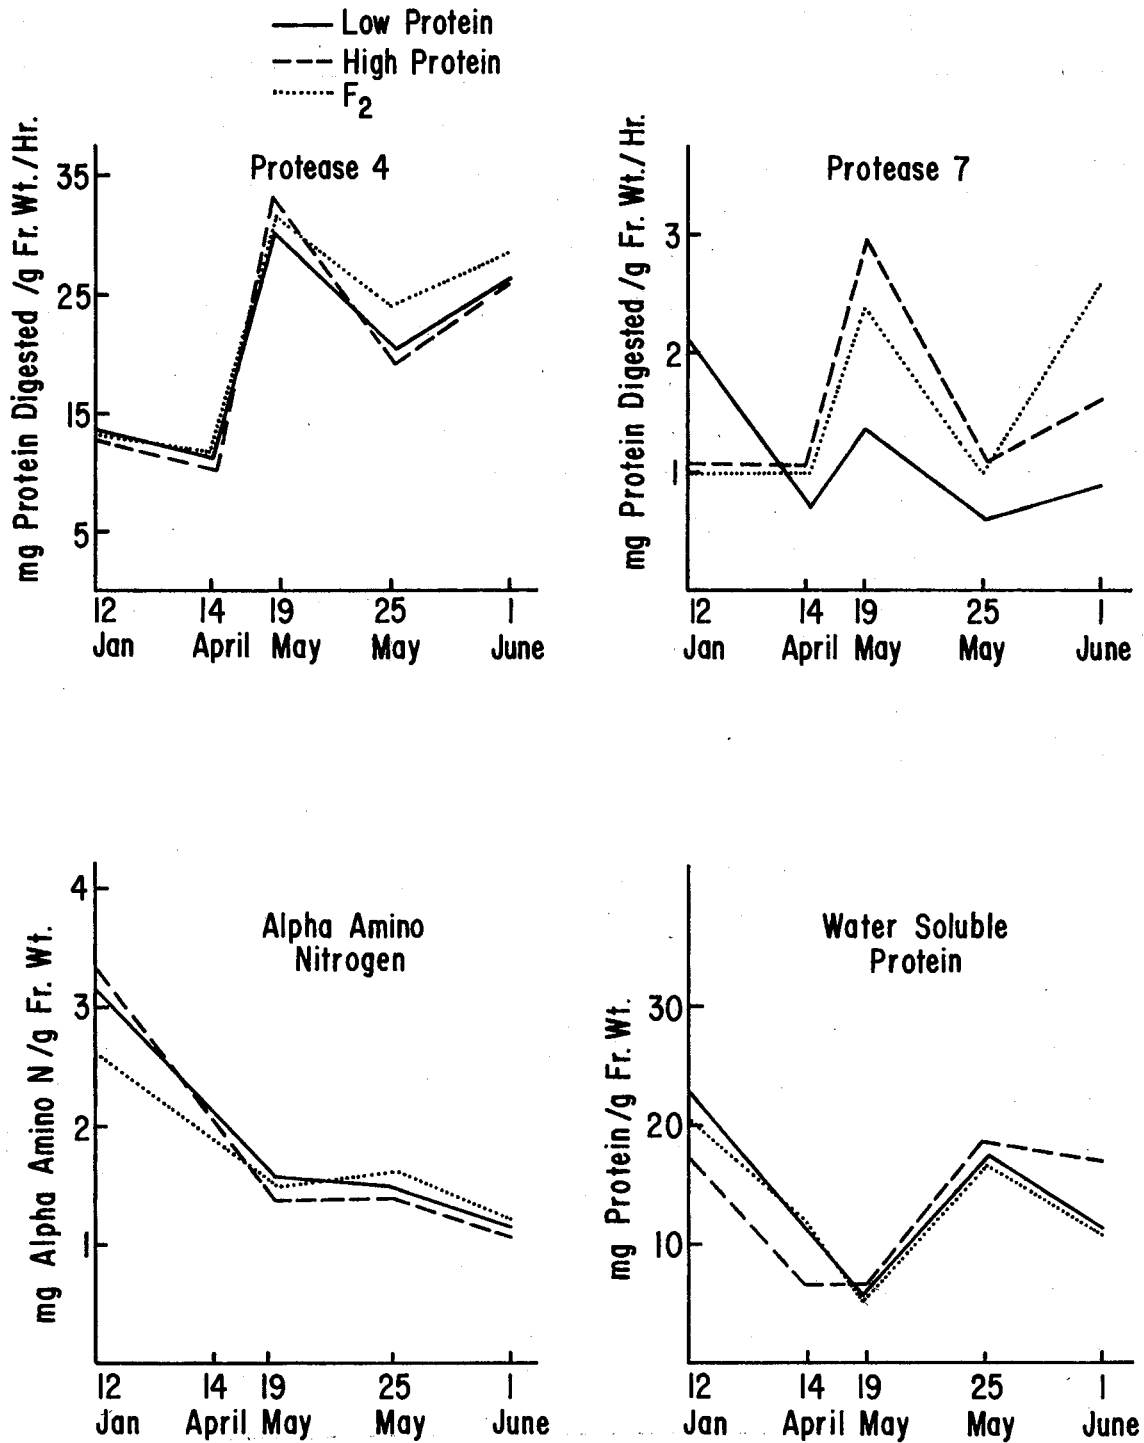 Low Protein
High Protein
F2
Protease 4
mg Protein Digested /g Fr. Wt./Hr.
35
25
15
5
12 14 19 25 1
Jan April May May June
Protease 7
mg Protein Digested /g Fr. Wt./Hr.
3
2
1
12 14 19 25 1
Jan April May May June
Alpha Amino
Nitrogen
mg Alpha Amino N/g Fr. Wt.
4
3
2
1
12 14 19 25 1
Jan April May May June
Water Soluble
Protein
mg Protein/g Fr. Wt.
30
20
10
12 14 19 25 1
Jan April May May June